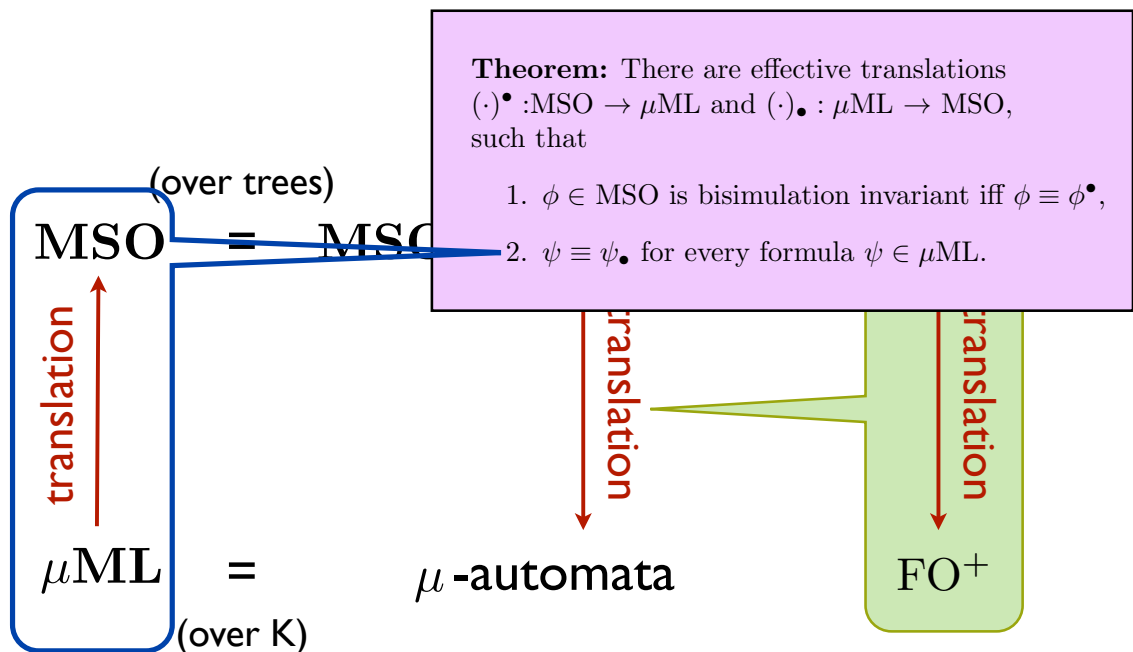 Theorem: There are effective translations
(·)• :MSO → μML and (·)• : μML → MSO,
such that
1. ϕ ∈ MSO is bisimulation invariant iff ϕ ≡ ϕ•,
2. ψ ≡ ψ• for every formula ψ ∈ μML.
(over trees)
MSO = MSO
translation
translation
translation
μML = μ-automata FO+
(over K)